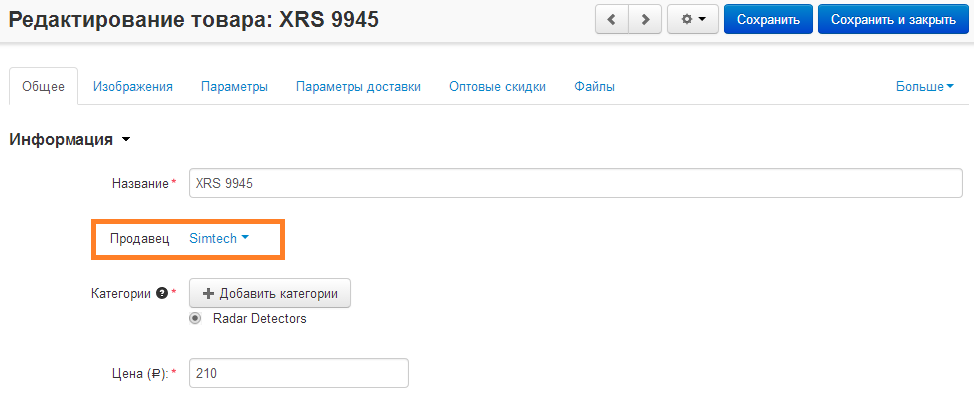 Редактирование товара: XRS 9945
Сохранить
Сохранить и закрыть
Общее Изображения Параметры Параметры доставки Оптовые скидки Файлы Больше
Информация
Название * XRS 9945
Продавец Simtech
Категории ? * + Добавить категории
Radar Detectors
Цена (₽): * 210